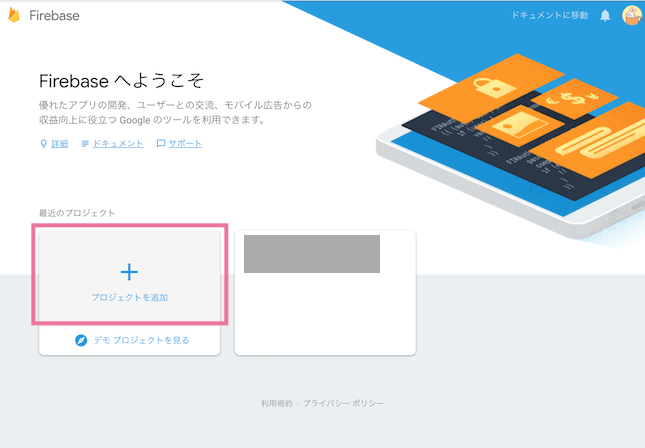 Firebase
ドキュメントに移動
Firebase へようこそ
優れたアプリの開発、ユーザーとの交流、モバイル広告からの
収益向上に役立つ Google のツールを利用できます。
詳細 ドキュメント サポート
最近のプロジェクト
プロジェクトを追加
デモ プロジェクトを見る
利用規約 · プライバシー ポリシー